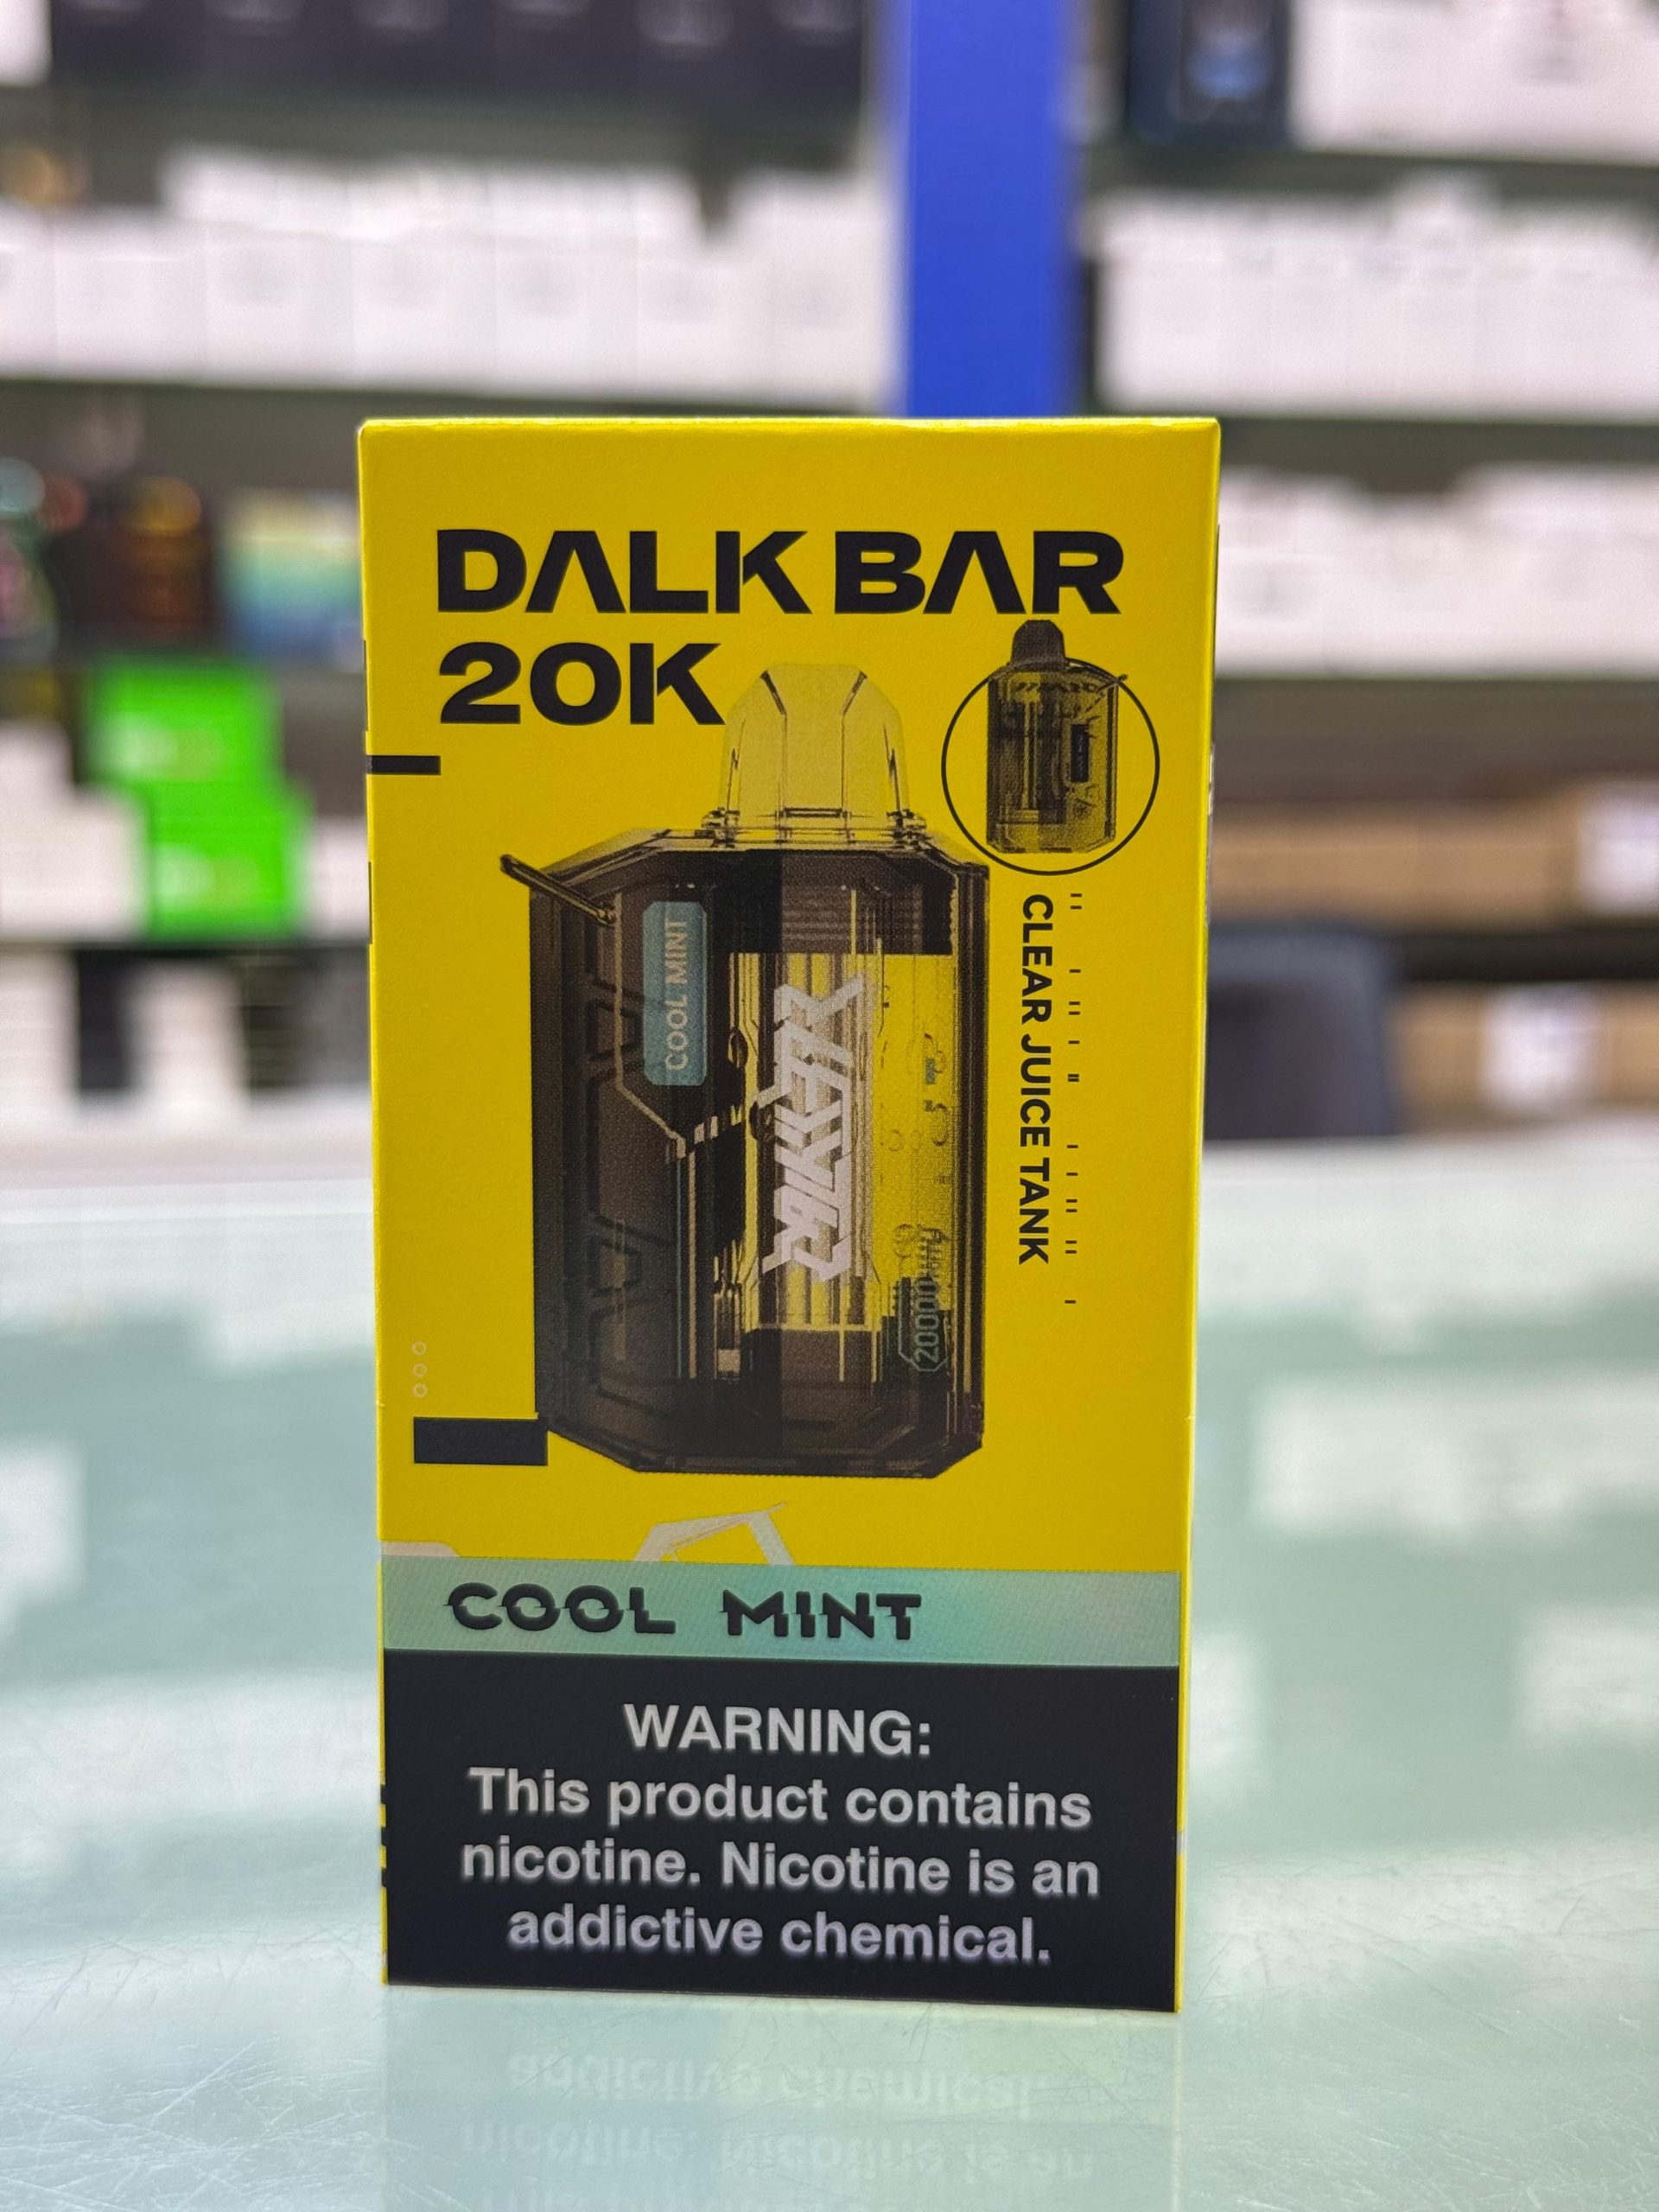 DALK BAR
20K
COOL MINT
CLEAR JUICE TANK
COOL MINT
WARNING:
This product contains
nicotine. Nicotine is an
addictive chemical.